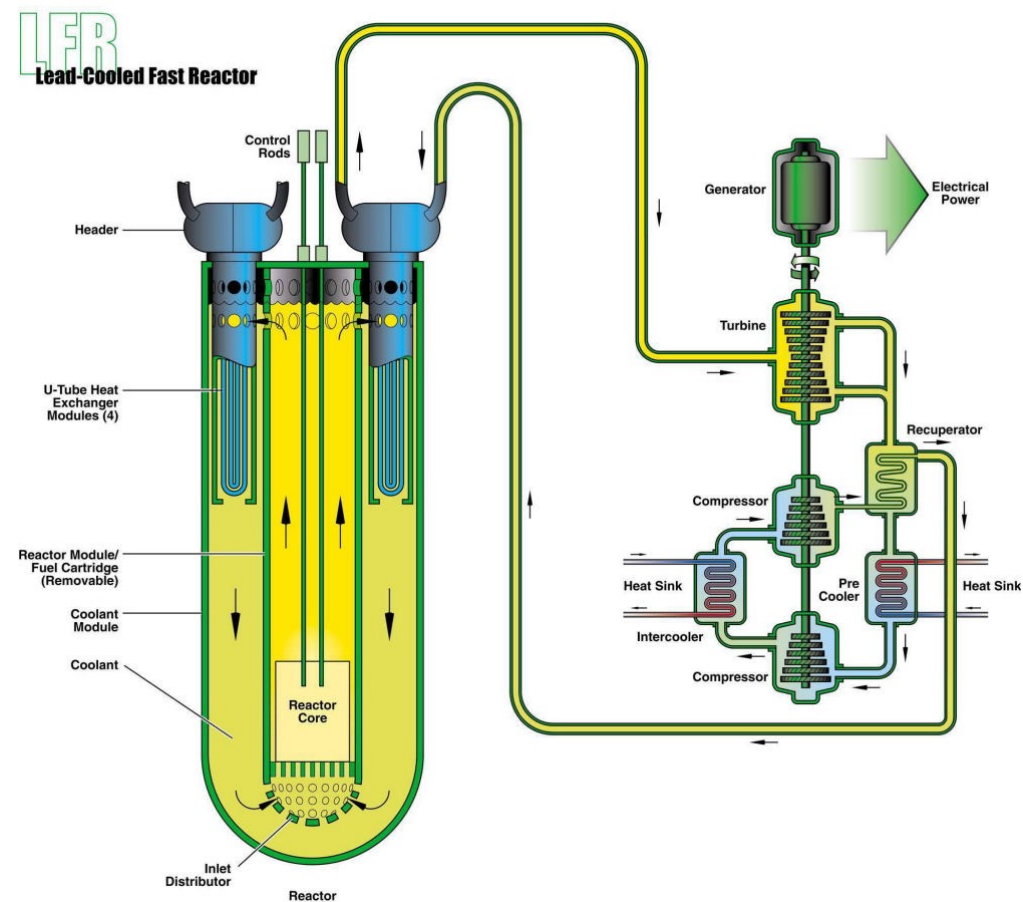 LFR
Lead-Cooled Fast Reactor
Control
Rods
Header
Generator
Electrical
Power
Turbine
U-Tube Heat
Exchanger
Modules (4)
Recuperator
Compressor
Reactor Module/
Fuel Cartridge
(Removable)
Heat Sink
Pre
Cooler
Heat Sink
Coolant
Module
Intercooler
Coolant
Compressor
Reactor
Core
Inlet
Distributor
Reactor